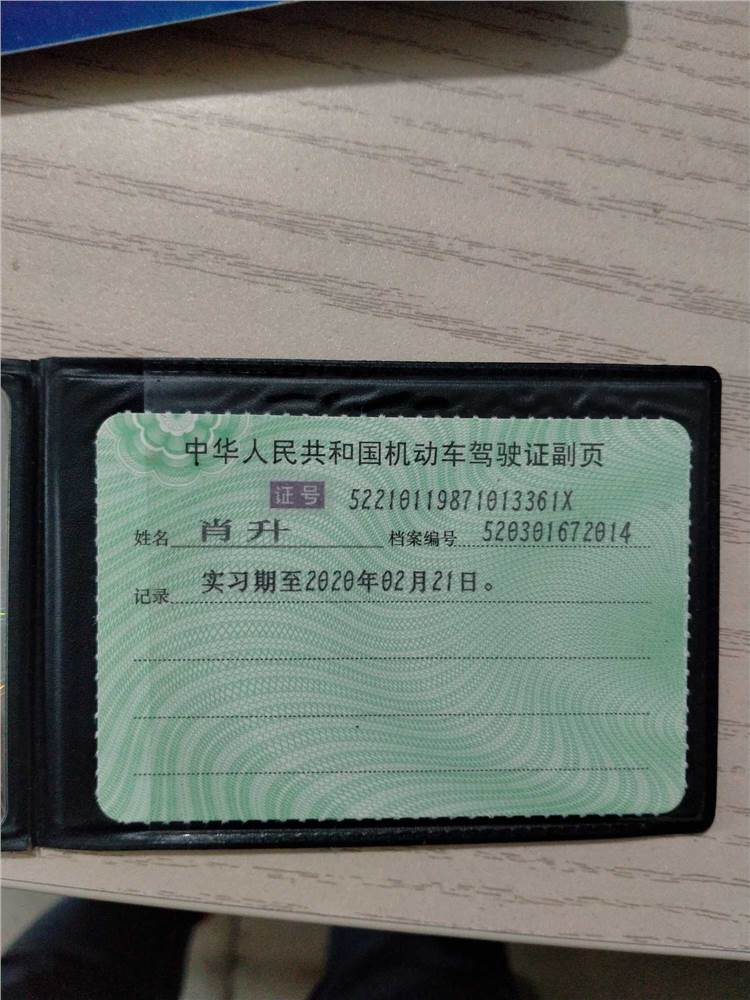 中华人民共和国机动车驾驶证副页
证号 52210119871013361X
姓名 肖升 档案编号 520301672014
记录 实习期至2020年02月21日。